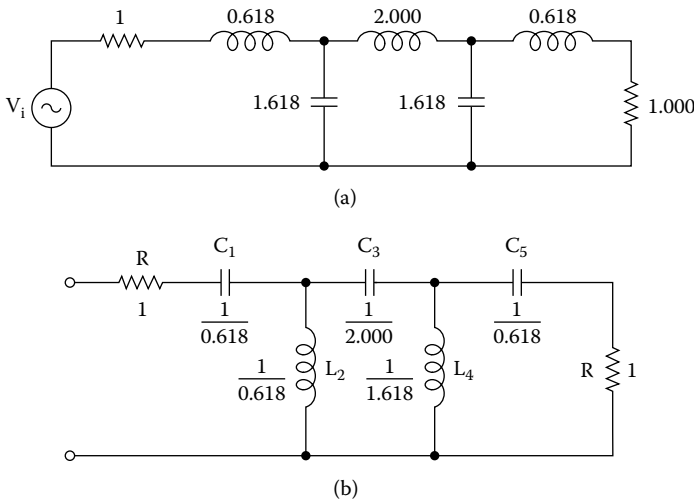 1 0.618 2.000 0.618
V_i 1.618 1.618 1.000
(a)
R C_1 C_3 C_5
1 1/0.618 1/2.000 1/0.618
1/0.618 L_2 1/1.618 L_4 R 1
(b)